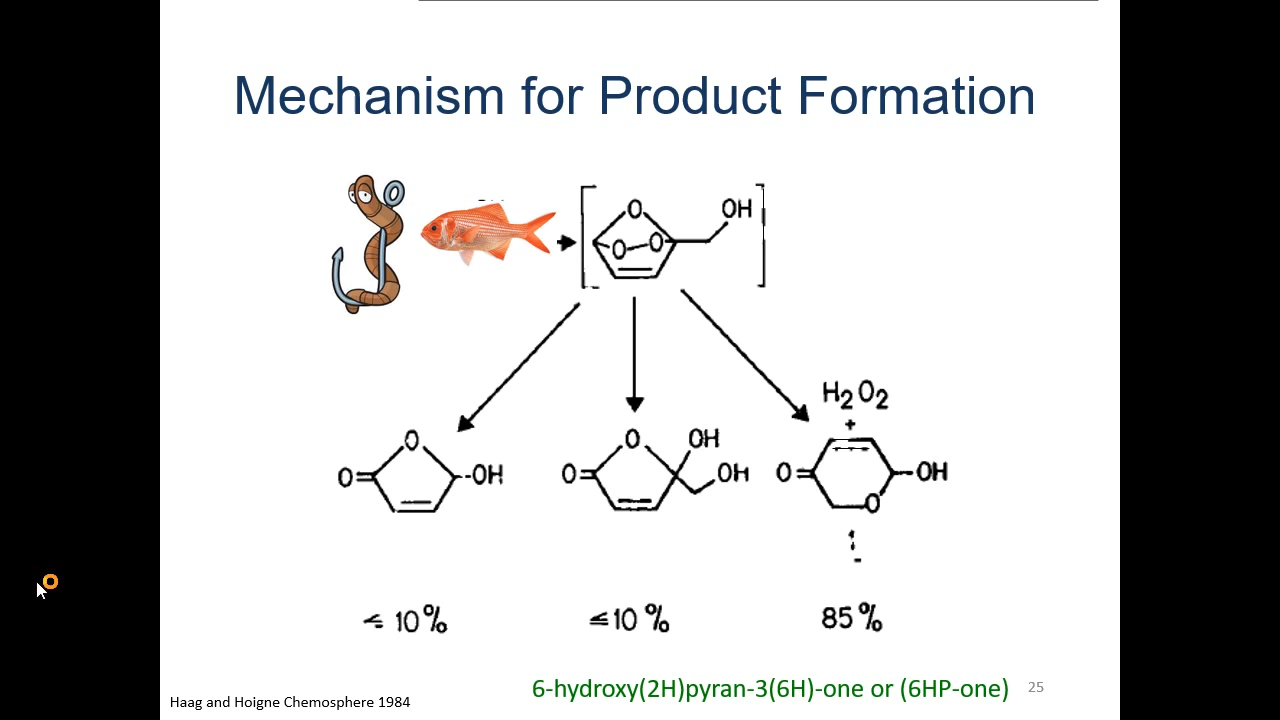 Mechanism for Product Formation
O
OH
O
O
H2O2
+
O
O
OH
O
O
OH
OH
O
OH
O
≤ 10%
≤10%
85%
6-hydroxy(2H)pyran-3(6H)-one or (6HP-one)
25
Haag and Hoigne Chemosphere 1984